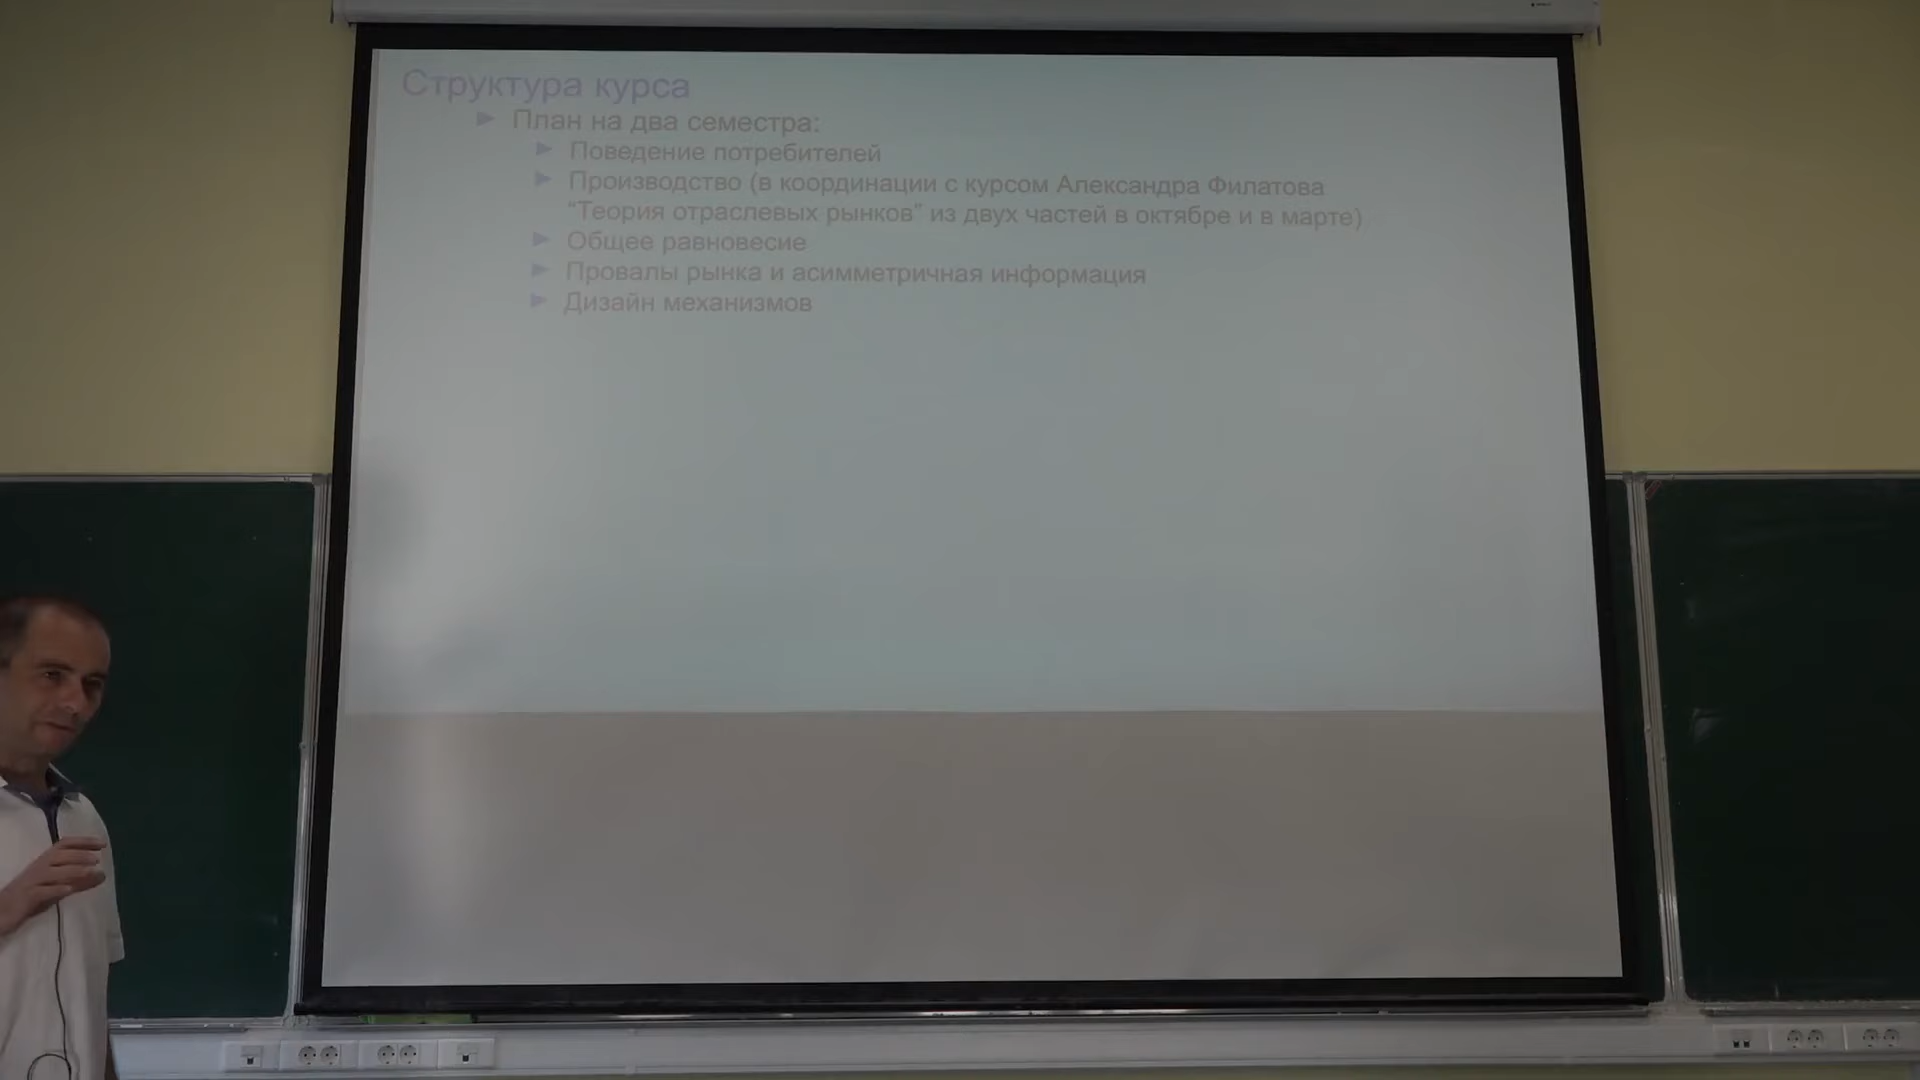 Структура курса
План на два семестра:
Поведение потребителей
Производство (в координации с курсом Александра Филатова
“Теория отраслевых рынков” из двух частей в октябре и в марте)
Общее равновесие
Провалы рынка и асимметричная информация
Дизайн механизмов